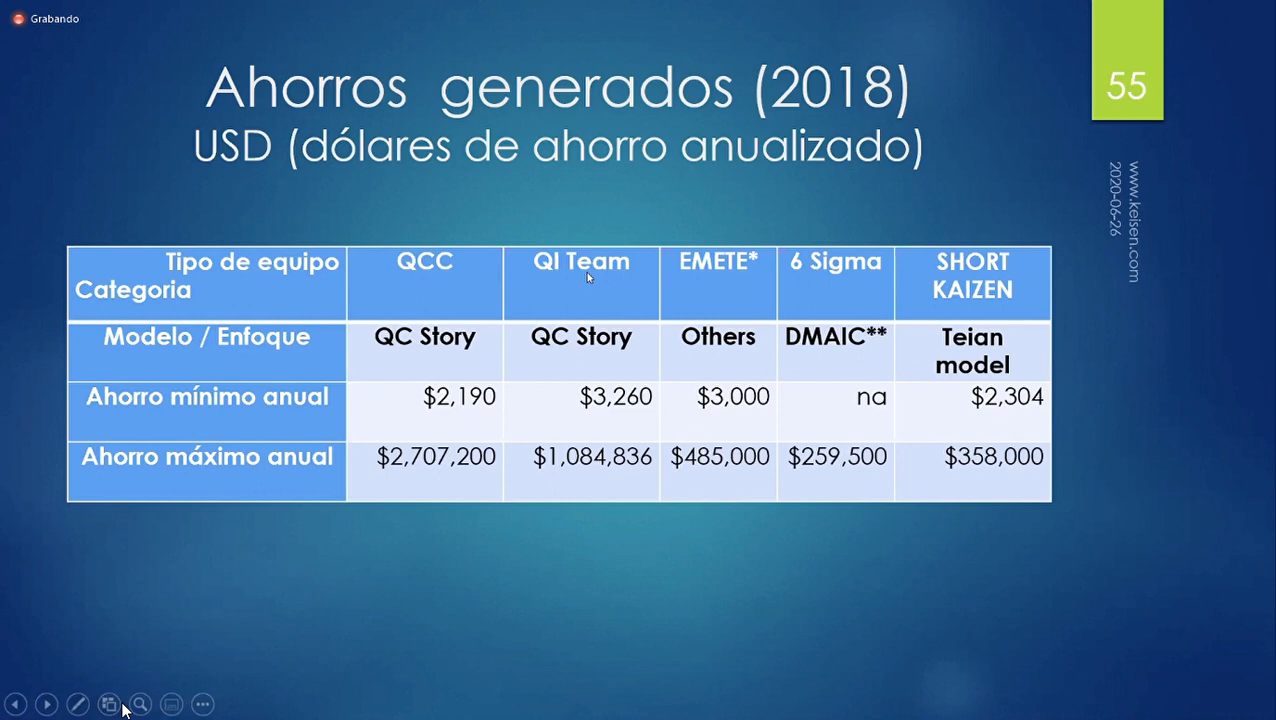 Grabando
Ahorros generados (2018)
USD (dólares de ahorro anualizado)
55
www.keisen.com
2020-06-26
Tipo de equipo
Categoria
QCC
QI Team
EMETE*
6 Sigma
SHORT
KAIZEN
Modelo / Enfoque
QC Story
QC Story
Others
DMAIC**
Teian
model
Ahorro mínimo anual
$2,190
$3,260
$3,000
na
$2,304
Ahorro máximo anual
$2,707,200
$1,084,836
$485,000
$259,500
$358,000